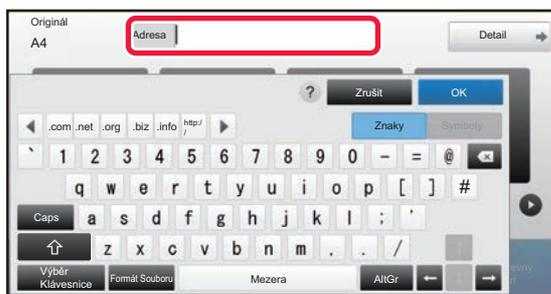 Originál
A4
Adresa
Detail
?
Zrušit
OK
.com .net .org .biz .info http:/
/
Znaky
Symboly
` 1 2 3 4 5 6 7 8 9 0 - = @
q w e r t y u i o p [ ] #
Caps a s d f g h j k l ; '
z x c v b n m , . /
Výběr
Klávesnice
Formát Souboru
Mezera
AltGr